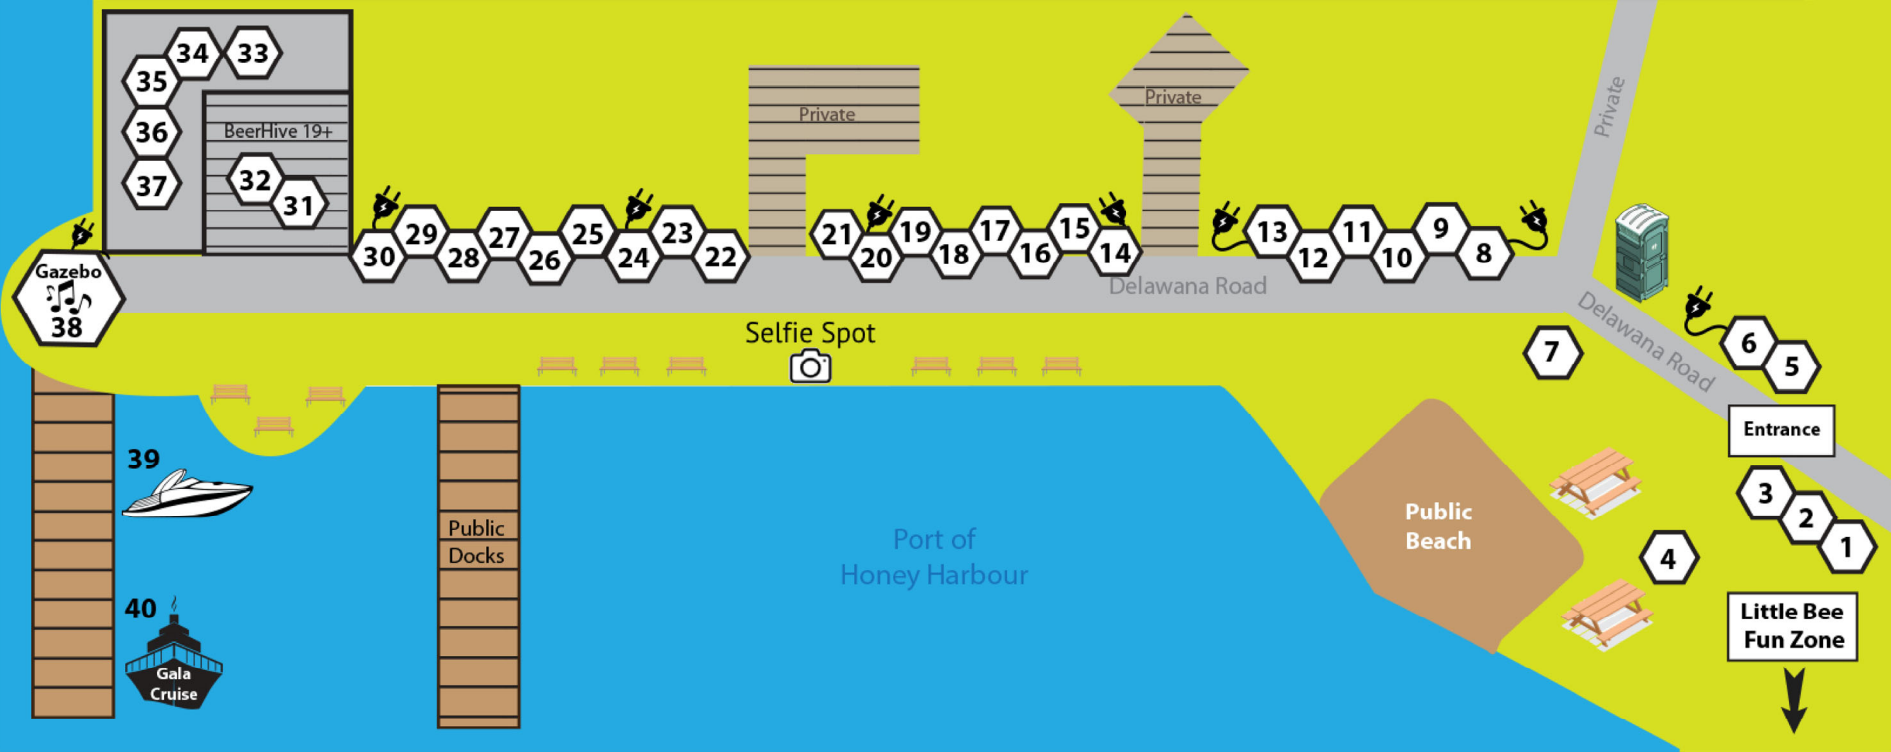 34
33
35
36
37
BeerHive 19+
32
31
Gazebo
38
30
29
28
27
26
25
24
23
22
Private
21
20
19
18
17
16
15
14
Private
13
12
11
10
9
8
Private
Delawana Road
Delawana Road
Selfie Spot
7
6
5
Entrance
3
2
1
4
Little Bee
Fun Zone
Public
Beach
Port of
Honey Harbour
Public
Docks
39
40
Gala
Cruise